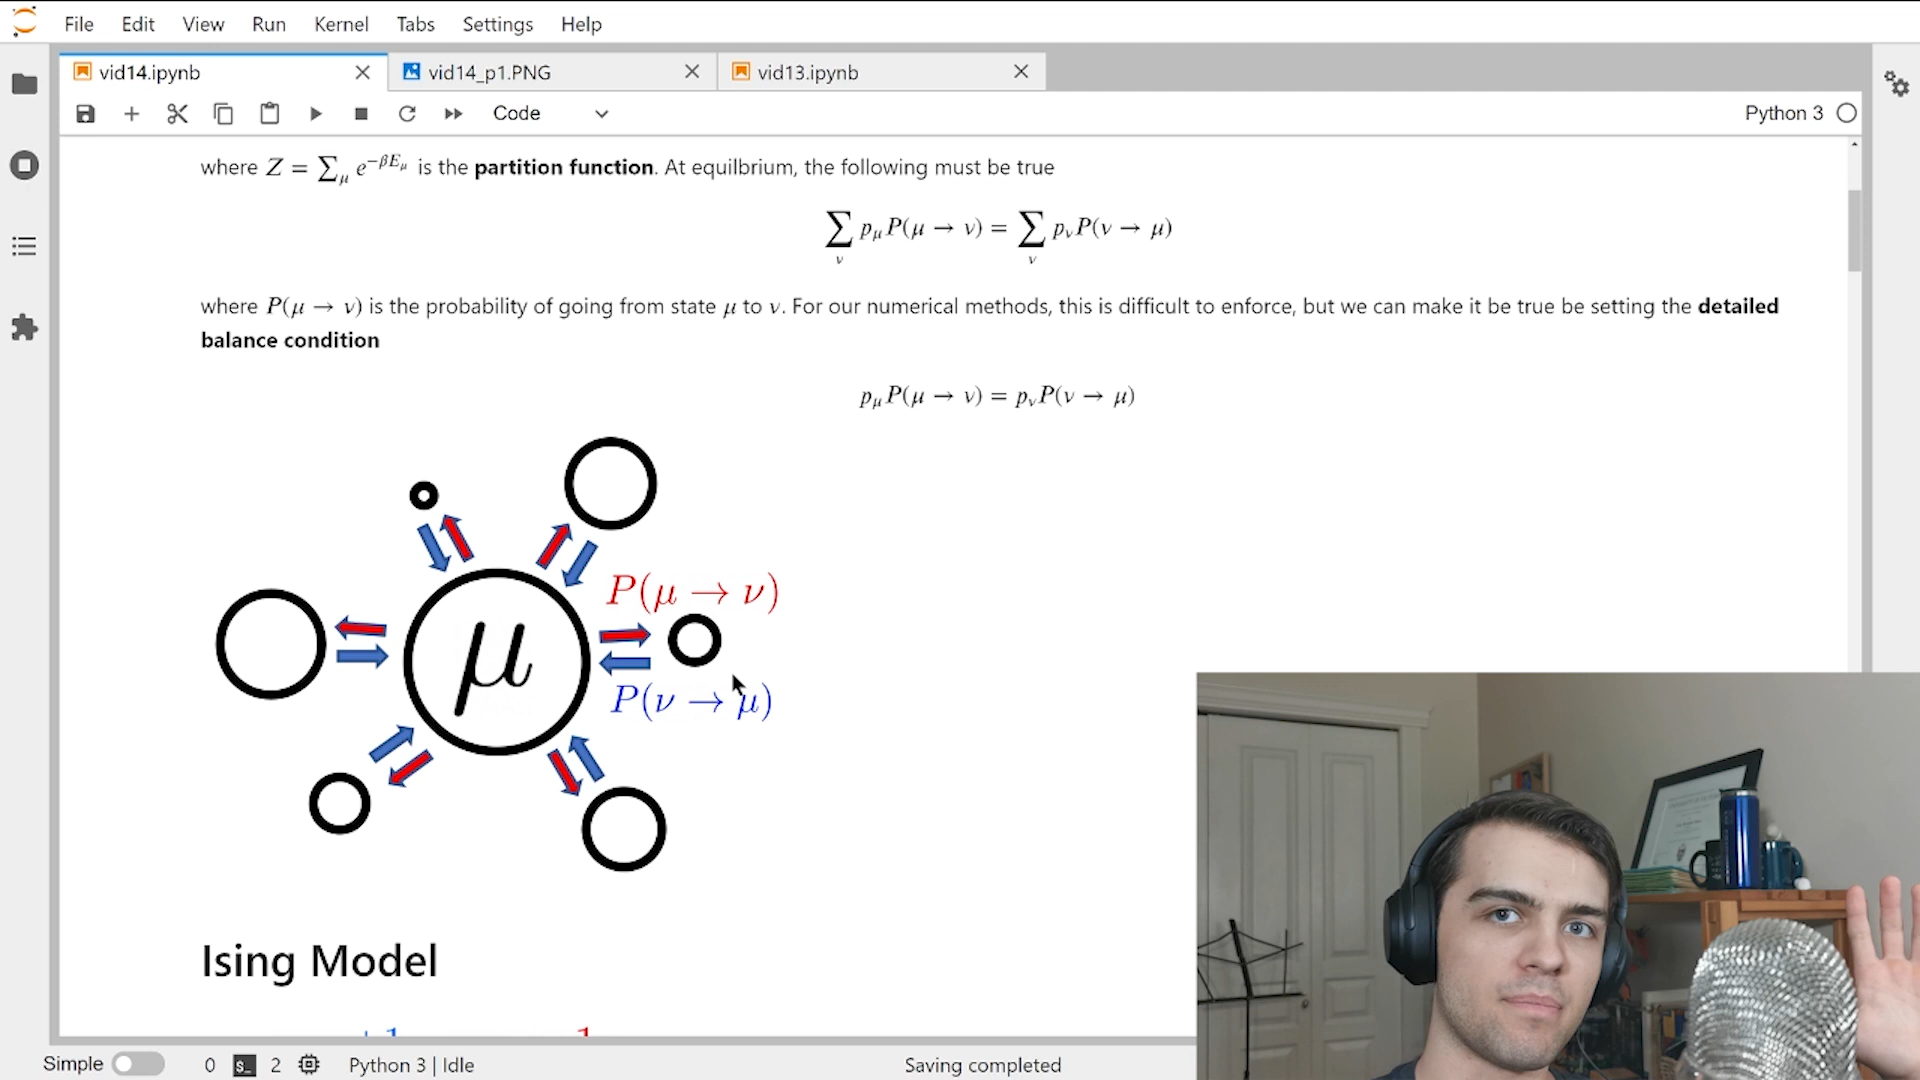 File Edit View Run Kernel Tabs Settings Help
vid14.ipynb vid14_p1.PNG vid13.ipynb
Code Python 3
where Z = ∑_μ e^{−βE_μ} is the partition function. At equilbrium, the following must be true
∑_ν p_μ P(μ → ν) = ∑_ν p_ν P(ν → μ)
where P(μ → ν) is the probability of going from state μ to ν. For our numerical methods, this is difficult to enforce, but we can make it be true be setting the detailed
balance condition
p_μ P(μ → ν) = p_ν P(ν → μ)
P(μ → ν)
μ
P(ν → μ)
Ising Model
Simple 0 $_ 2 Python 3 | Idle Saving completed